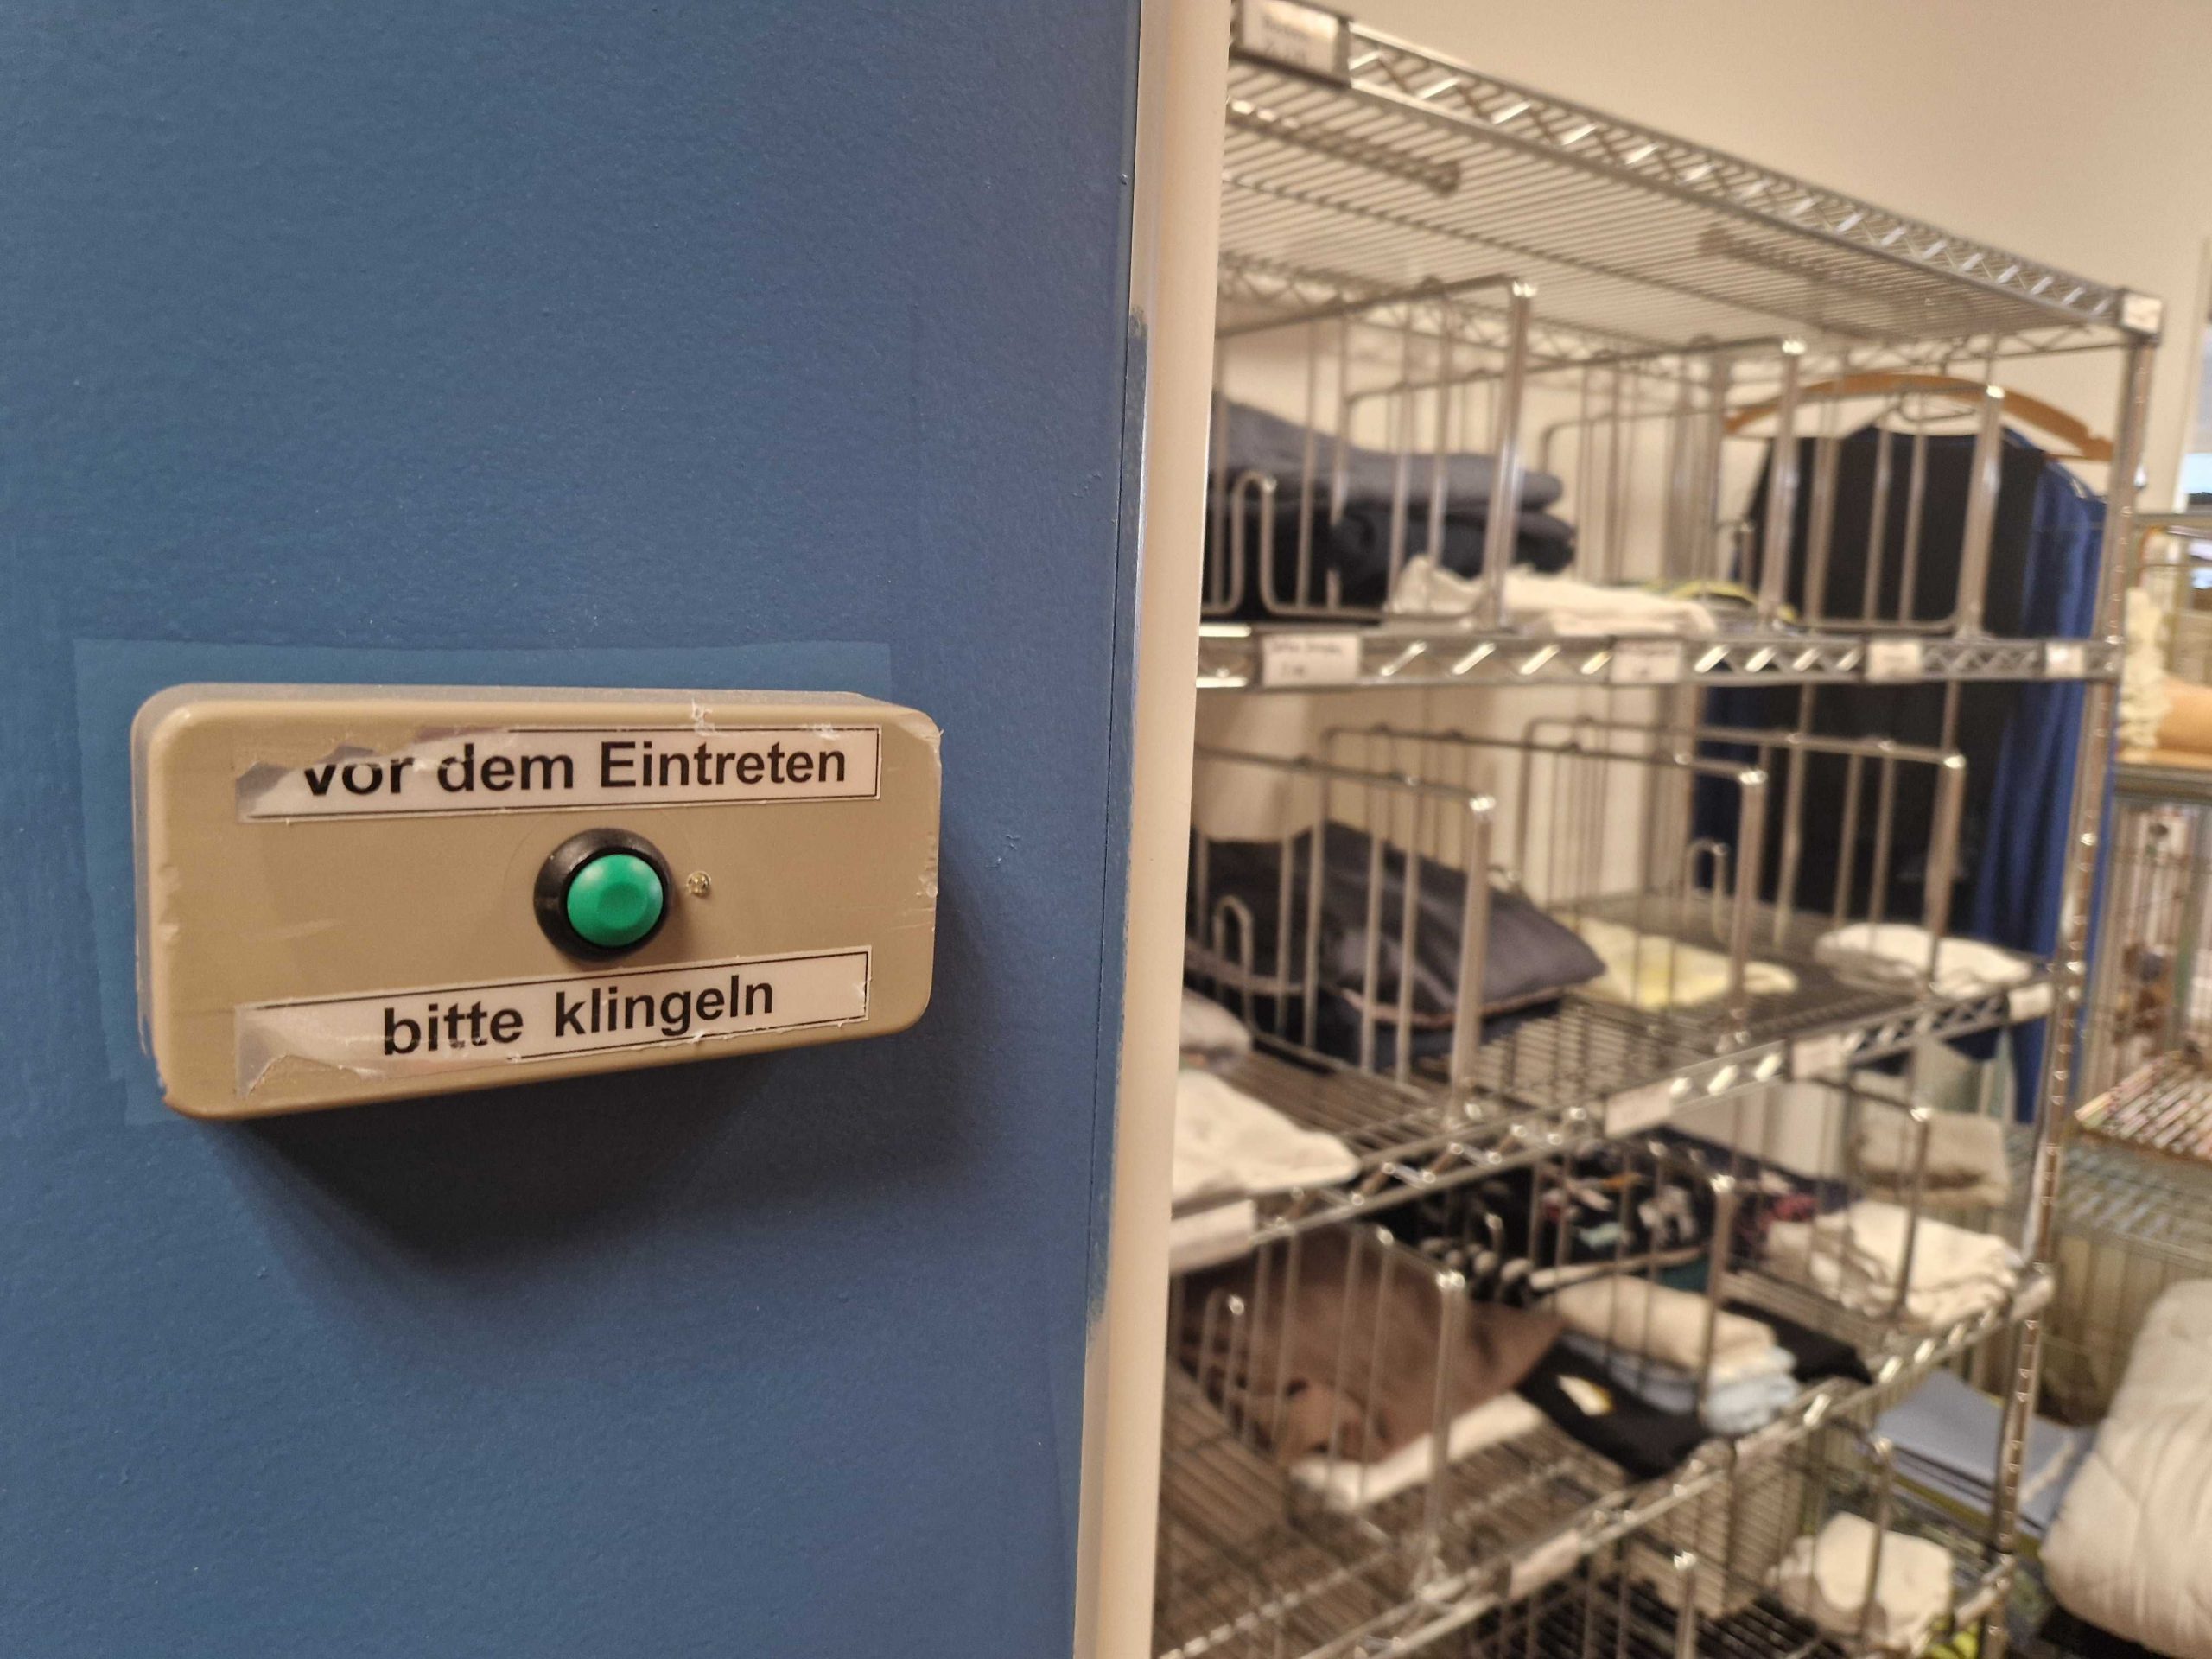 vor dem Eintreten
bitte klingeln